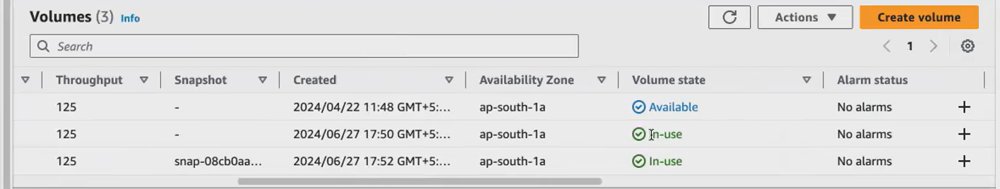 Volumes (3) Info Actions Create volume
Search 1
Throughput Snapshot Created Availability Zone Volume state Alarm status
125 - 2024/04/22 11:48 GMT+5:... ap-south-1a Available No alarms +
125 - 2024/06/27 17:50 GMT+5:... ap-south-1a In-use No alarms +
125 snap-08cb0aa... 2024/06/27 17:52 GMT+5:... ap-south-1a In-use No alarms +